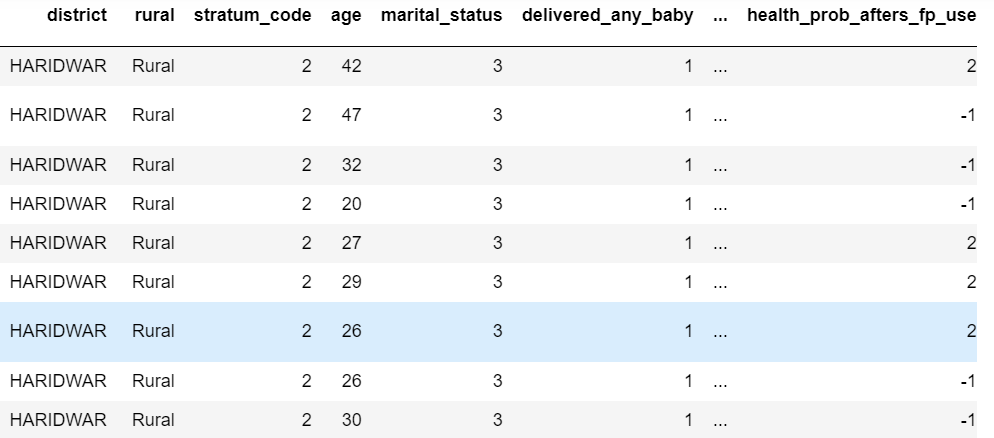 district rural stratum_code age marital_status delivered_any_baby ... health_prob_afters_fp_use
HARIDWAR Rural 2 42 3 1 ... 2
HARIDWAR Rural 2 47 3 1 ... -1
HARIDWAR Rural 2 32 3 1 ... -1
HARIDWAR Rural 2 20 3 1 ... -1
HARIDWAR Rural 2 27 3 1 ... 2
HARIDWAR Rural 2 29 3 1 ... 2
HARIDWAR Rural 2 26 3 1 ... 2
HARIDWAR Rural 2 26 3 1 ... -1
HARIDWAR Rural 2 30 3 1 ... -1